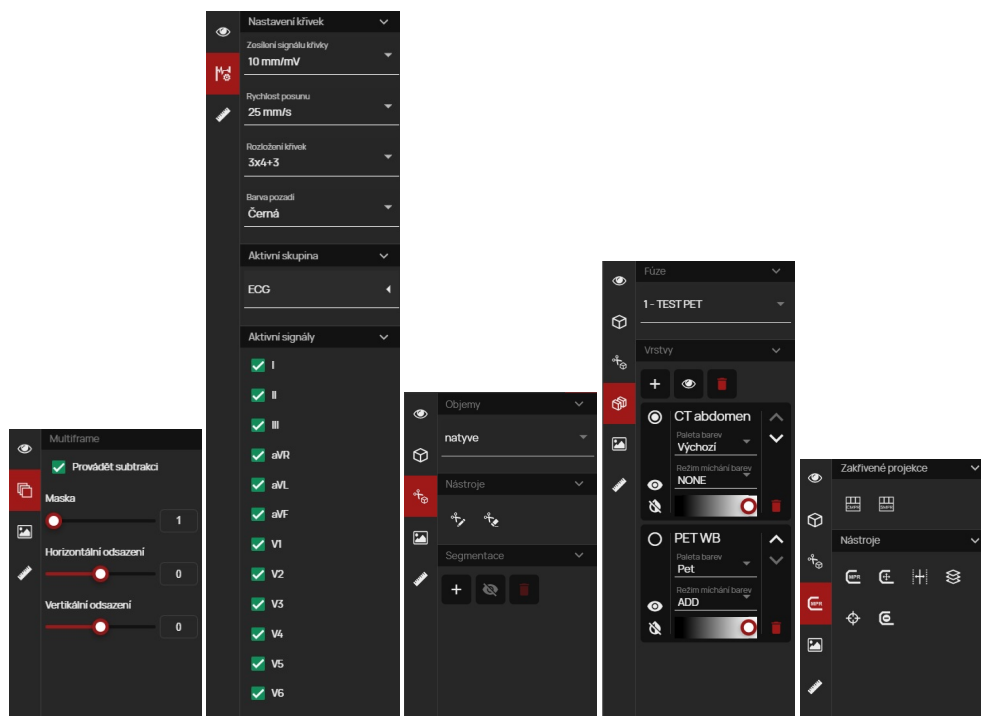 Multiframe
Provádět subtrakci
Maska
1
Horizontální odsazení
0
Vertikální odsazení
0
Nastavení křivek
Zesílení signálu křivky
10 mm/mV
Rychlost posunu
25 mm/s
Rozložení křivek
3x4+3
Barva pozadí
Černá
Aktivní skupina
ECG
Aktivní signály
I
II
III
aVR
aVL
aVF
V1
V2
V3
V4
V5
V6
Objemy
natyve
Nástroje
Segmentace
Fúze
1 - TEST PET
Vrstvy
CT abdomen
Paleta barev
Výchozí
Režim míchání barev
NONE
PET WB
Paleta barev
Pet
Režim míchání barev
ADD
MPR
Zakřivené projekce
CMPR
SMPR
Nástroje
MPR